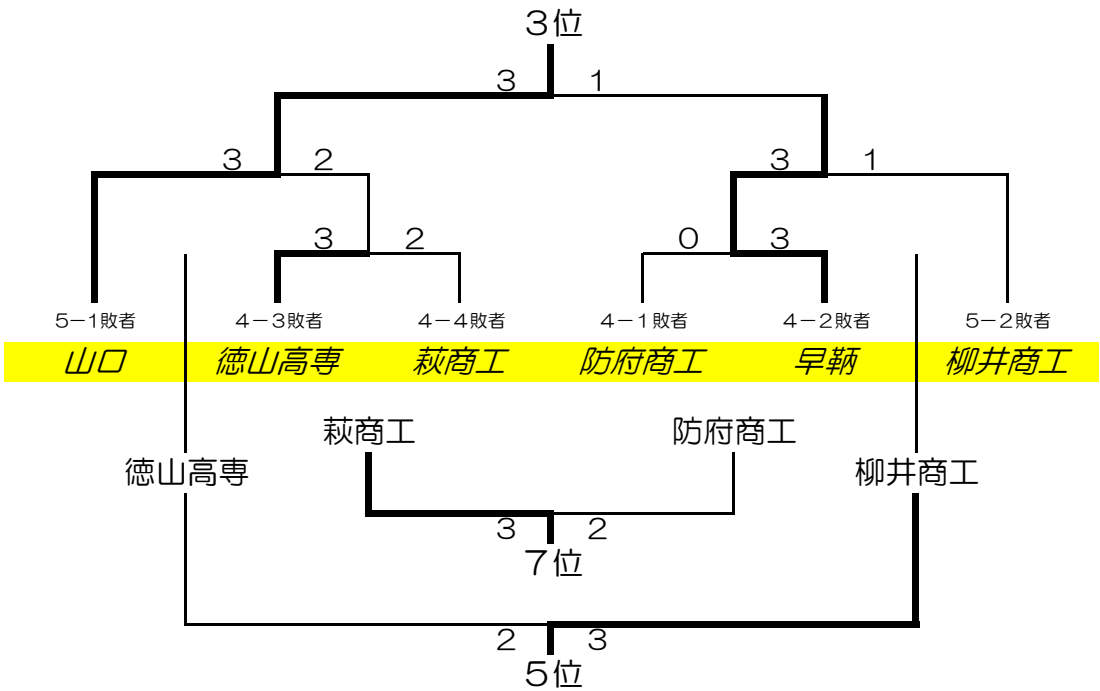 3位
3 1
3 2 3 1
3 2 0 3
5－1敗者 4－3敗者 4－4敗者 4－1敗者 4－2敗者 5－2敗者
山口 徳山高専 萩商工 防府商工 早鞆 柳井商工
萩商工 防府商工
徳山高専 柳井商工
3 2
7位
2 3
5位